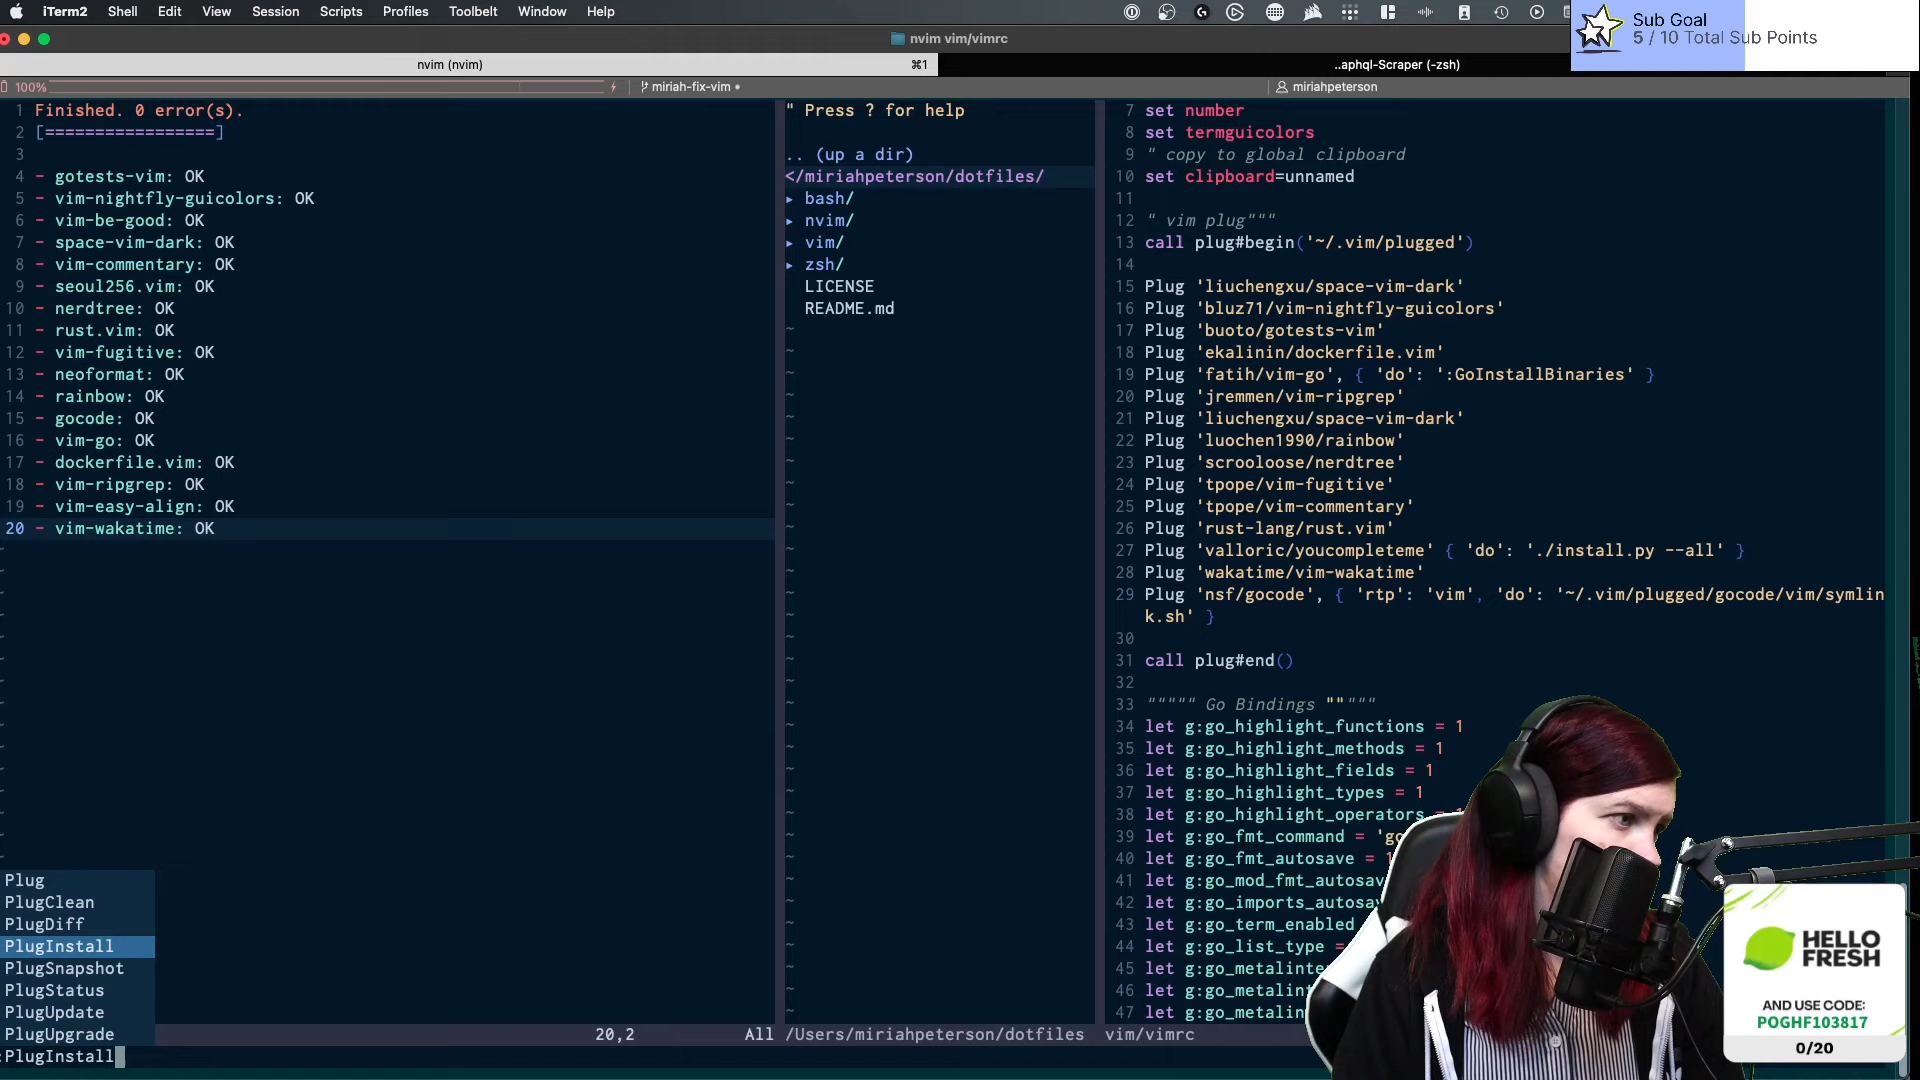 iTerm2 Shell Edit View Session Scripts Profiles Toolbelt Window Help
Sub Goal
5 / 10 Total Sub Points
nvim vim/vimrc
nvim (nvim) ⌘1 ..aphql-Scraper (-zsh)
100% miriah-fix-vim • miriahpeterson
1 Finished. 0 error(s).
2 [=================]
3
4 - gotests-vim: OK
5 - vim-nightfly-guicolors: OK
6 - vim-be-good: OK
7 - space-vim-dark: OK
8 - vim-commentary: OK
9 - seoul256.vim: OK
10 - nerdtree: OK
11 - rust.vim: OK
12 - vim-fugitive: OK
13 - neoformat: OK
14 - rainbow: OK
15 - gocode: OK
16 - vim-go: OK
17 - dockerfile.vim: OK
18 - vim-ripgrep: OK
19 - vim-easy-align: OK
20 - vim-wakatime: OK
Plug
PlugClean
PlugDiff
PlugInstall
PlugSnapshot
PlugStatus
PlugUpdate
PlugUpgrade
20,2 All
:PlugInstall
" Press ? for help
.. (up a dir)
</miriahpeterson/dotfiles/
▸ bash/
▸ nvim/
▸ vim/
▸ zsh/
LICENSE
README.md
/Users/miriahpeterson/dotfiles
7 set number
8 set termguicolors
9 " copy to global clipboard
10 set clipboard=unnamed
11
12 " vim plug"""
13 call plug#begin('~/.vim/plugged')
14
15 Plug 'liuchengxu/space-vim-dark'
16 Plug 'bluz71/vim-nightfly-guicolors'
17 Plug 'buoto/gotests-vim'
18 Plug 'ekalinin/dockerfile.vim'
19 Plug 'fatih/vim-go', { 'do': ':GoInstallBinaries' }
20 Plug 'jremmen/vim-ripgrep'
21 Plug 'liuchengxu/space-vim-dark'
22 Plug 'luochen1990/rainbow'
23 Plug 'scrooloose/nerdtree'
24 Plug 'tpope/vim-fugitive'
25 Plug 'tpope/vim-commentary'
26 Plug 'rust-lang/rust.vim'
27 Plug 'valloric/youcompleteme' { 'do': './install.py --all' }
28 Plug 'wakatime/vim-wakatime'
29 Plug 'nsf/gocode', { 'rtp': 'vim', 'do': '~/.vim/plugged/gocode/vim/symlin
k.sh' }
30
31 call plug#end()
32
33 """"" Go Bindings """""
34 let g:go_highlight_functions = 1
35 let g:go_highlight_methods = 1
36 let g:go_highlight_fields = 1
37 let g:go_highlight_types = 1
38 let g:go_highlight_operators =
39 let g:go_fmt_command = 'go
40 let g:go_fmt_autosave =
41 let g:go_mod_fmt_autosav
42 let g:go_imports_autosav
43 let g:go_term_enabled
44 let g:go_list_type =
45 let g:go_metalinte
46 let g:go_metalin
47 let g:go_metalin
vim/vimrc
HELLO
FRESH
AND USE CODE:
POGHF103817
0/20